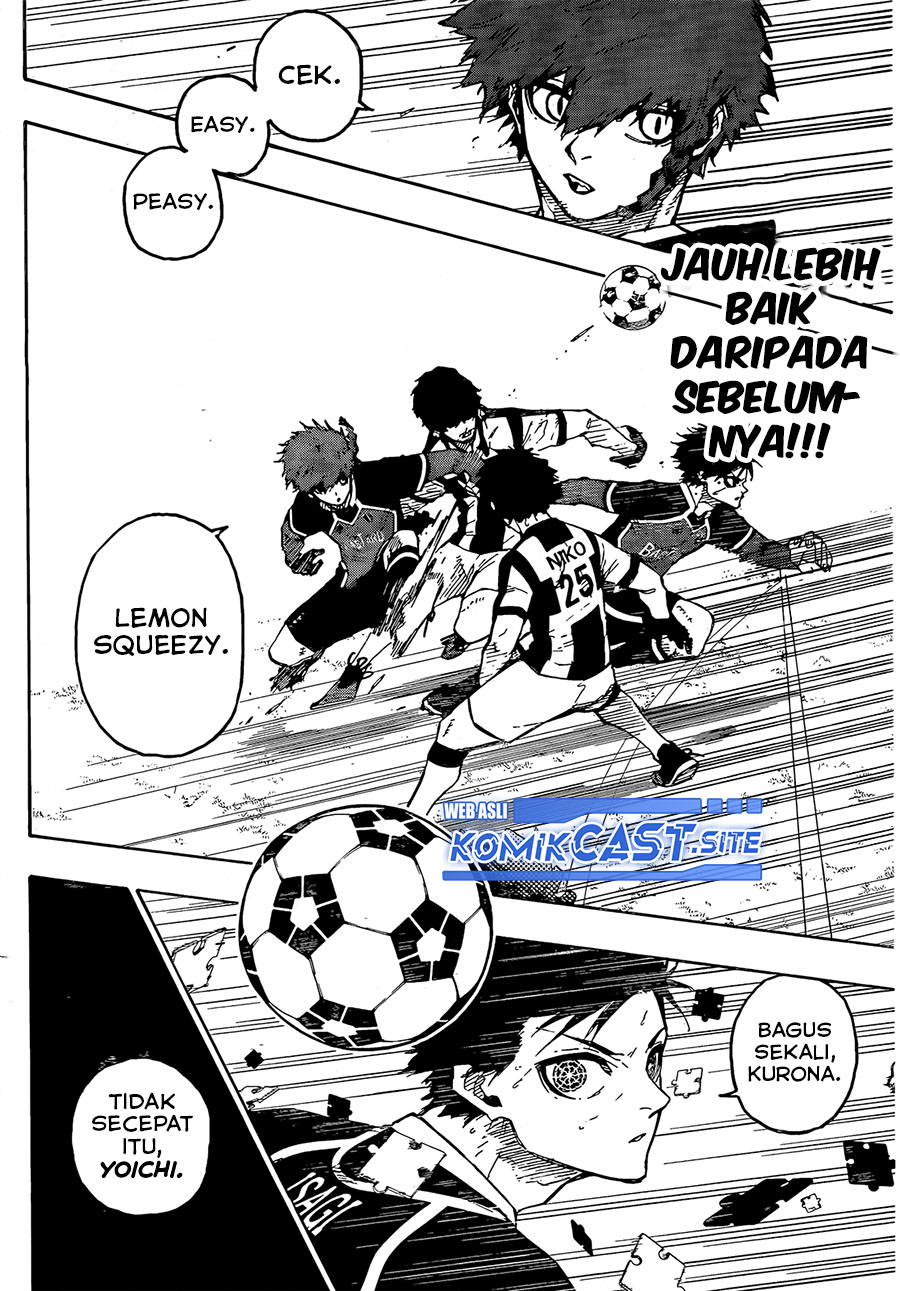 CEK.
EASY.
PEASY.
JAUH LEBIH
BAIK
DARIPADA
SEBELUM-
NYA!!!
NIKO
25
LEMON
SQUEEZY.
WEB ASLI
KOMIKCAST.SITE
BAGUS
SEKALI,
KURONA.
TIDAK
SECEPAT
ITU,
YOICHI.
ISAGI